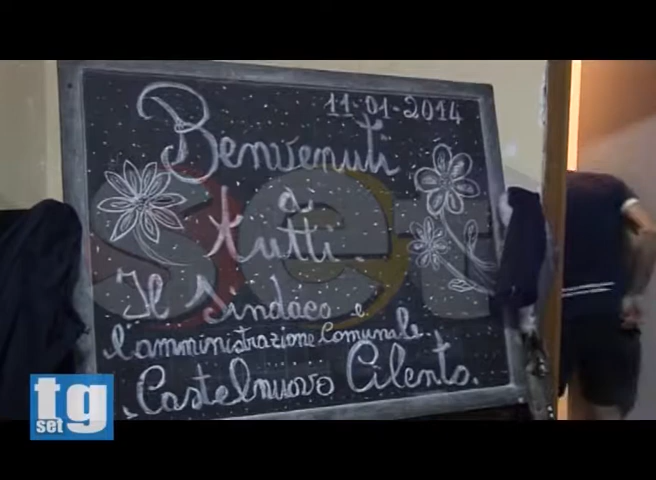 11-01-2014
Benvenuti
a
tutti.
Il Sindaco e
l'amministrazione Comunale
Castelnuovo Cilento
set
tg
set